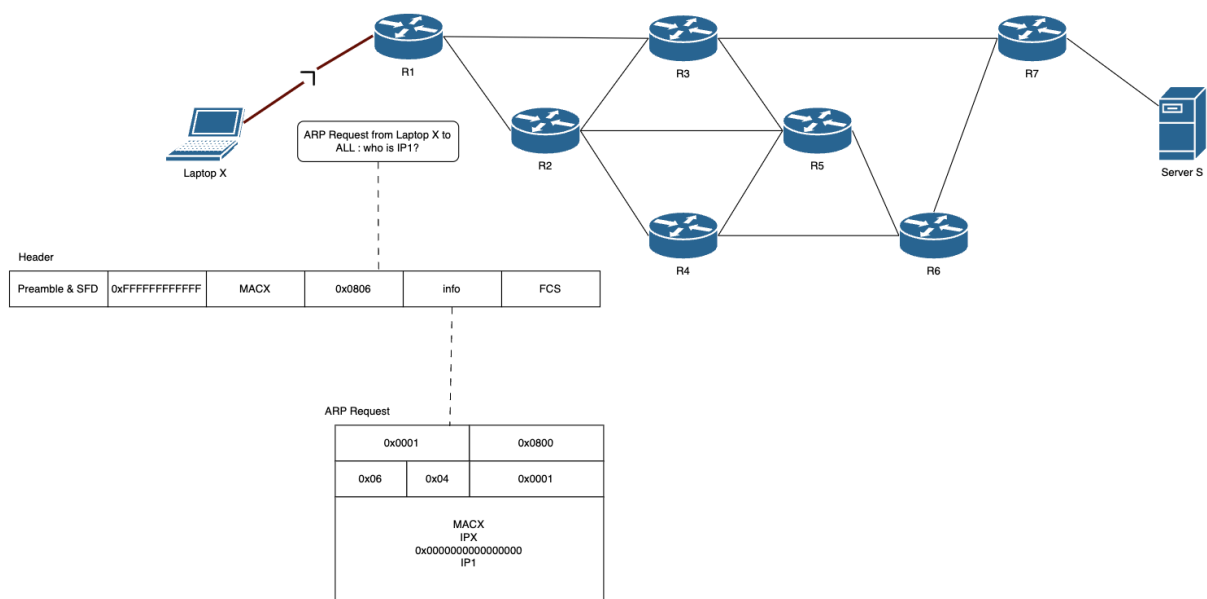 R1
R3
R7
Laptop X
ARP Request from Laptop X to
ALL : who is IP1?
R2
R5
Server S
R4
R6
Header
Preamble & SFD
0xFFFFFFFFFFFF
MACX
0x0806
info
FCS
ARP Request
0x0001
0x0800
0x06
0x04
0x0001
MACX
IPX
0x0000000000000000
IP1